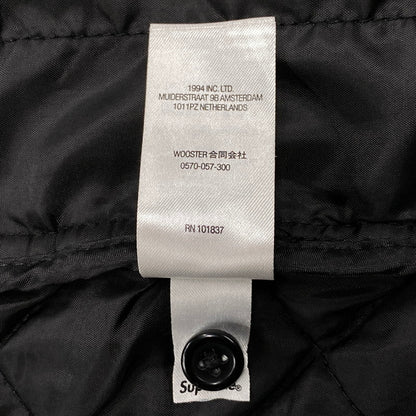 1994 INC. LTD.
MUIDERSTRAAT 9B AMSTERDAM
1011PZ NETHERLANDS
WOOSTER合同会社
0570-057-300
RN 101837